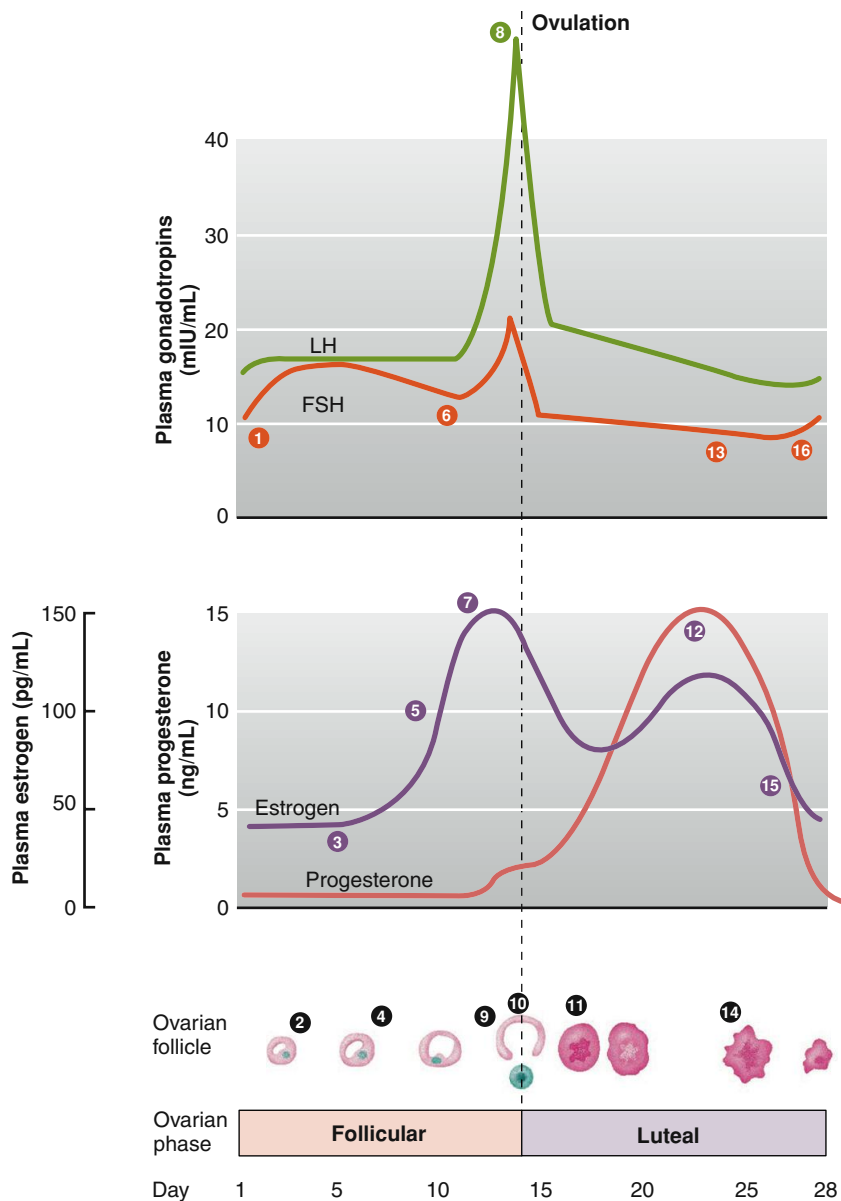 8
Ovulation
Plasma gonadotropins
(mIU/mL)
40
30
20
10
0
LH
FSH
1
6
13
16
Plasma estrogen (pg/mL)
150
100
50
0
Plasma progesterone
(ng/mL)
15
10
5
0
7
12
5
15
Estrogen
3
Progesterone
Ovarian
follicle
2
4
9
10
11
14
Ovarian
phase
Follicular
Luteal
Day 1 5 10 15 20 25 28